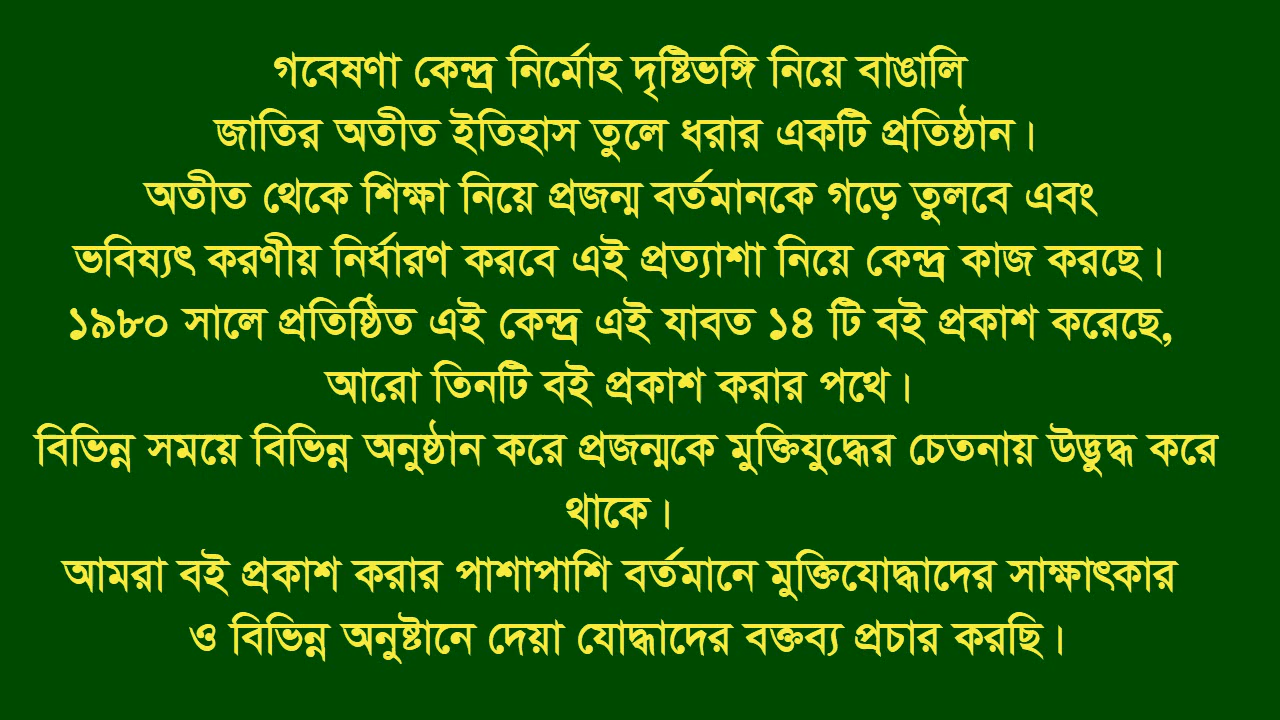 গবেষণা কেন্দ্র নির্মোহ দৃষ্টিভঙ্গি নিয়ে বাঙালি
জাতির অতীত ইতিহাস তুলে ধরার একটি প্রতিষ্ঠান।
অতীত থেকে শিক্ষা নিয়ে প্রজন্ম বর্তমানকে গড়ে তুলবে এবং
ভবিষ্যৎ করণীয় নির্ধারণ করবে এই প্রত্যাশা নিয়ে কেন্দ্র কাজ করছে।
১৯৮০ সালে প্রতিষ্ঠিত এই কেন্দ্র এই যাবত ১৪ টি বই প্রকাশ করেছে,
আরো তিনটি বই প্রকাশ করার পথে।
বিভিন্ন সময়ে বিভিন্ন অনুষ্ঠান করে প্রজন্মকে মুক্তিযুদ্ধের চেতনায় উদ্ভুদ্ধ করে
থাকে।
আমরা বই প্রকাশ করার পাশাপাশি বর্তমানে মুক্তিযোদ্ধাদের সাক্ষাৎকার
ও বিভিন্ন অনুষ্টানে দেয়া যোদ্ধাদের বক্তব্য প্রচার করছি।